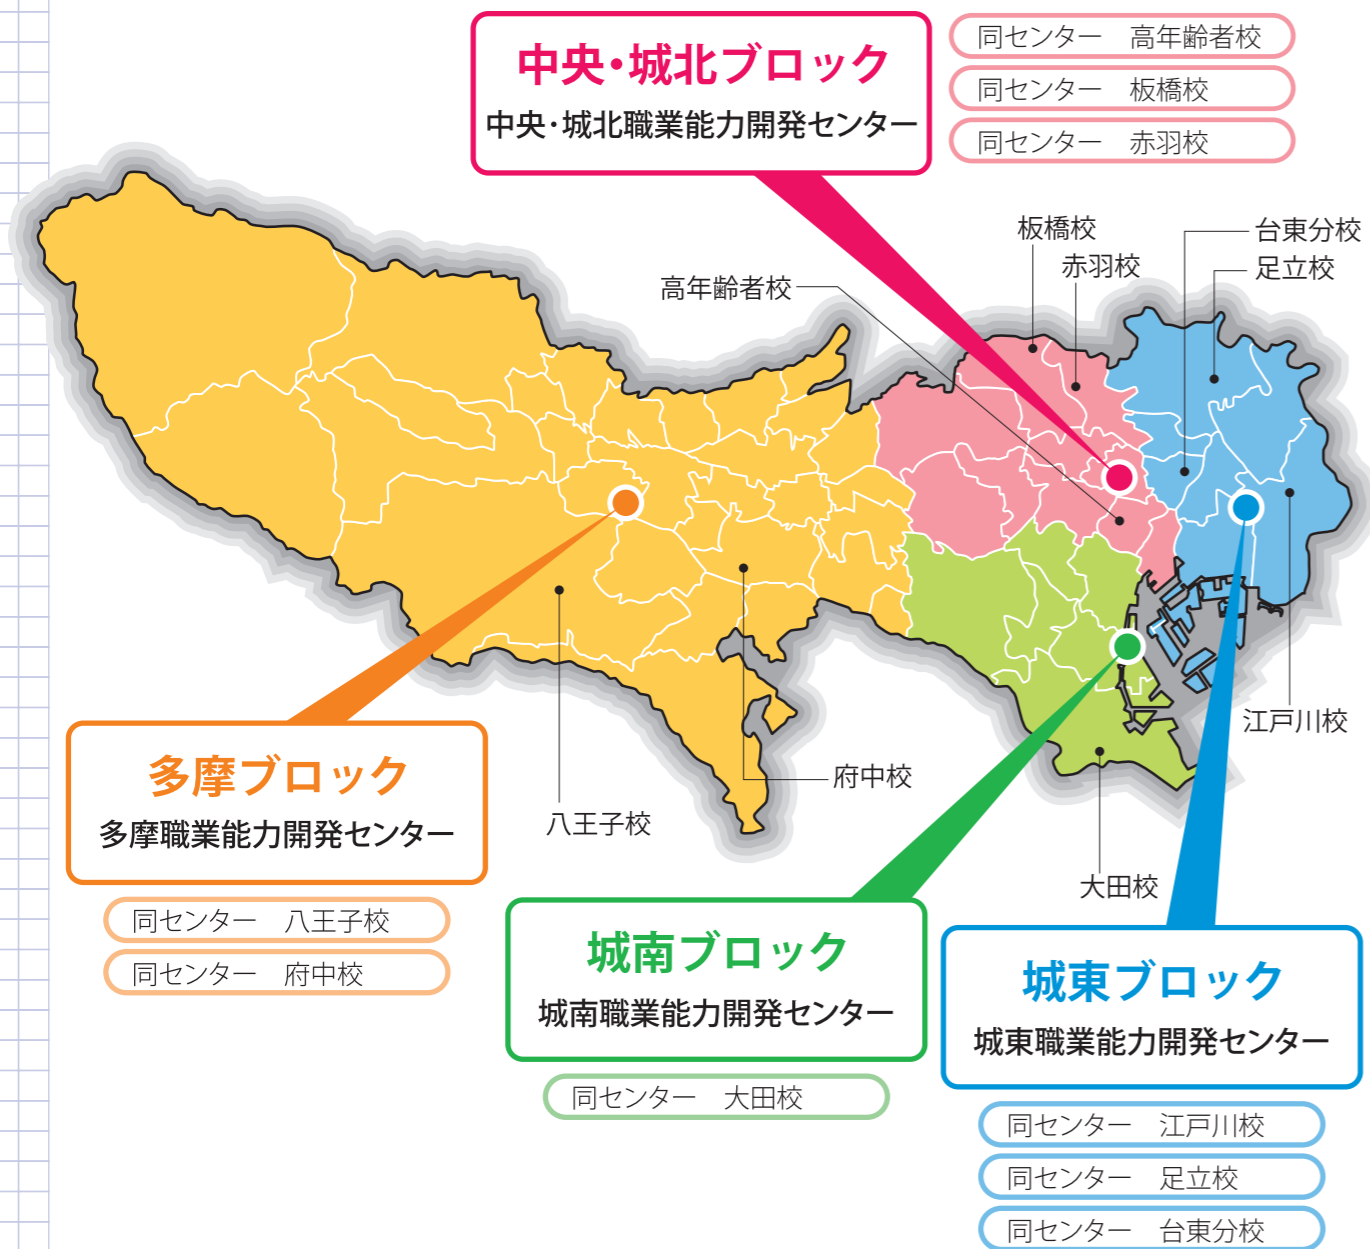 中央・城北ブロック
中央・城北職業能力開発センター
同センター　高年齢者校
同センター　板橋校
同センター　赤羽校
板橋校
赤羽校
高年齢者校
台東分校
足立校
江戸川校
府中校
八王子校
大田校
多摩ブロック
多摩職業能力開発センター
同センター　八王子校
同センター　府中校
城南ブロック
城南職業能力開発センター
同センター　大田校
城東ブロック
城東職業能力開発センター
同センター　江戸川校
同センター　足立校
同センター　台東分校